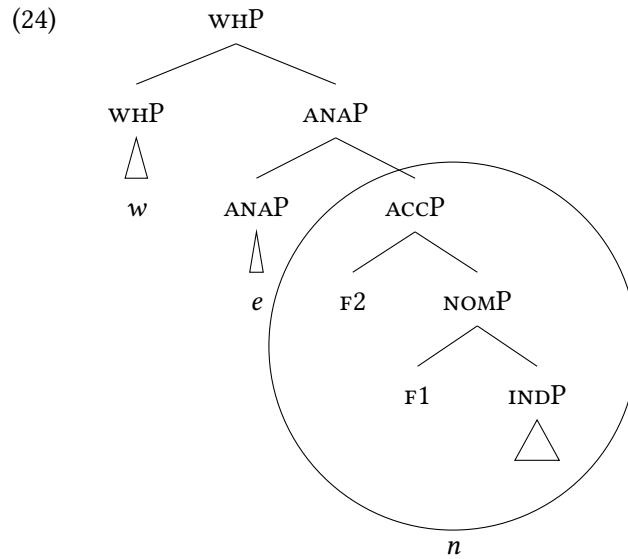 (24) WHP
WHP ANAP
w ANAP ACCP
e F2 NOMP
F1 INDP
n